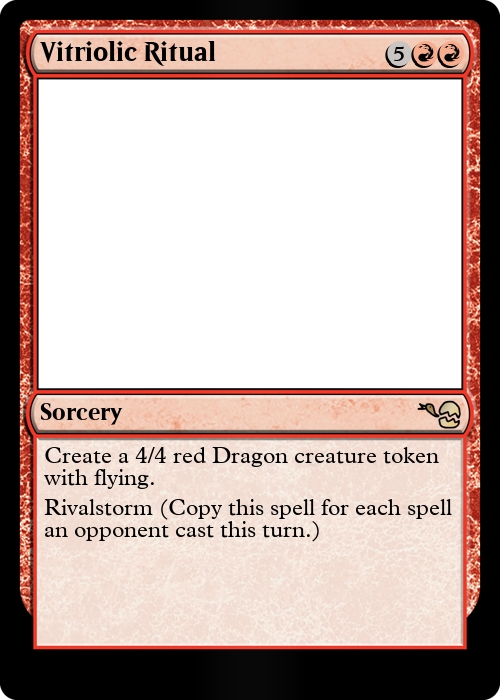 Vitriolic Ritual 5
Sorcery
Create a 4/4 red Dragon creature token
with flying.
Rivalstorm (Copy this spell for each spell
an opponent cast this turn.)